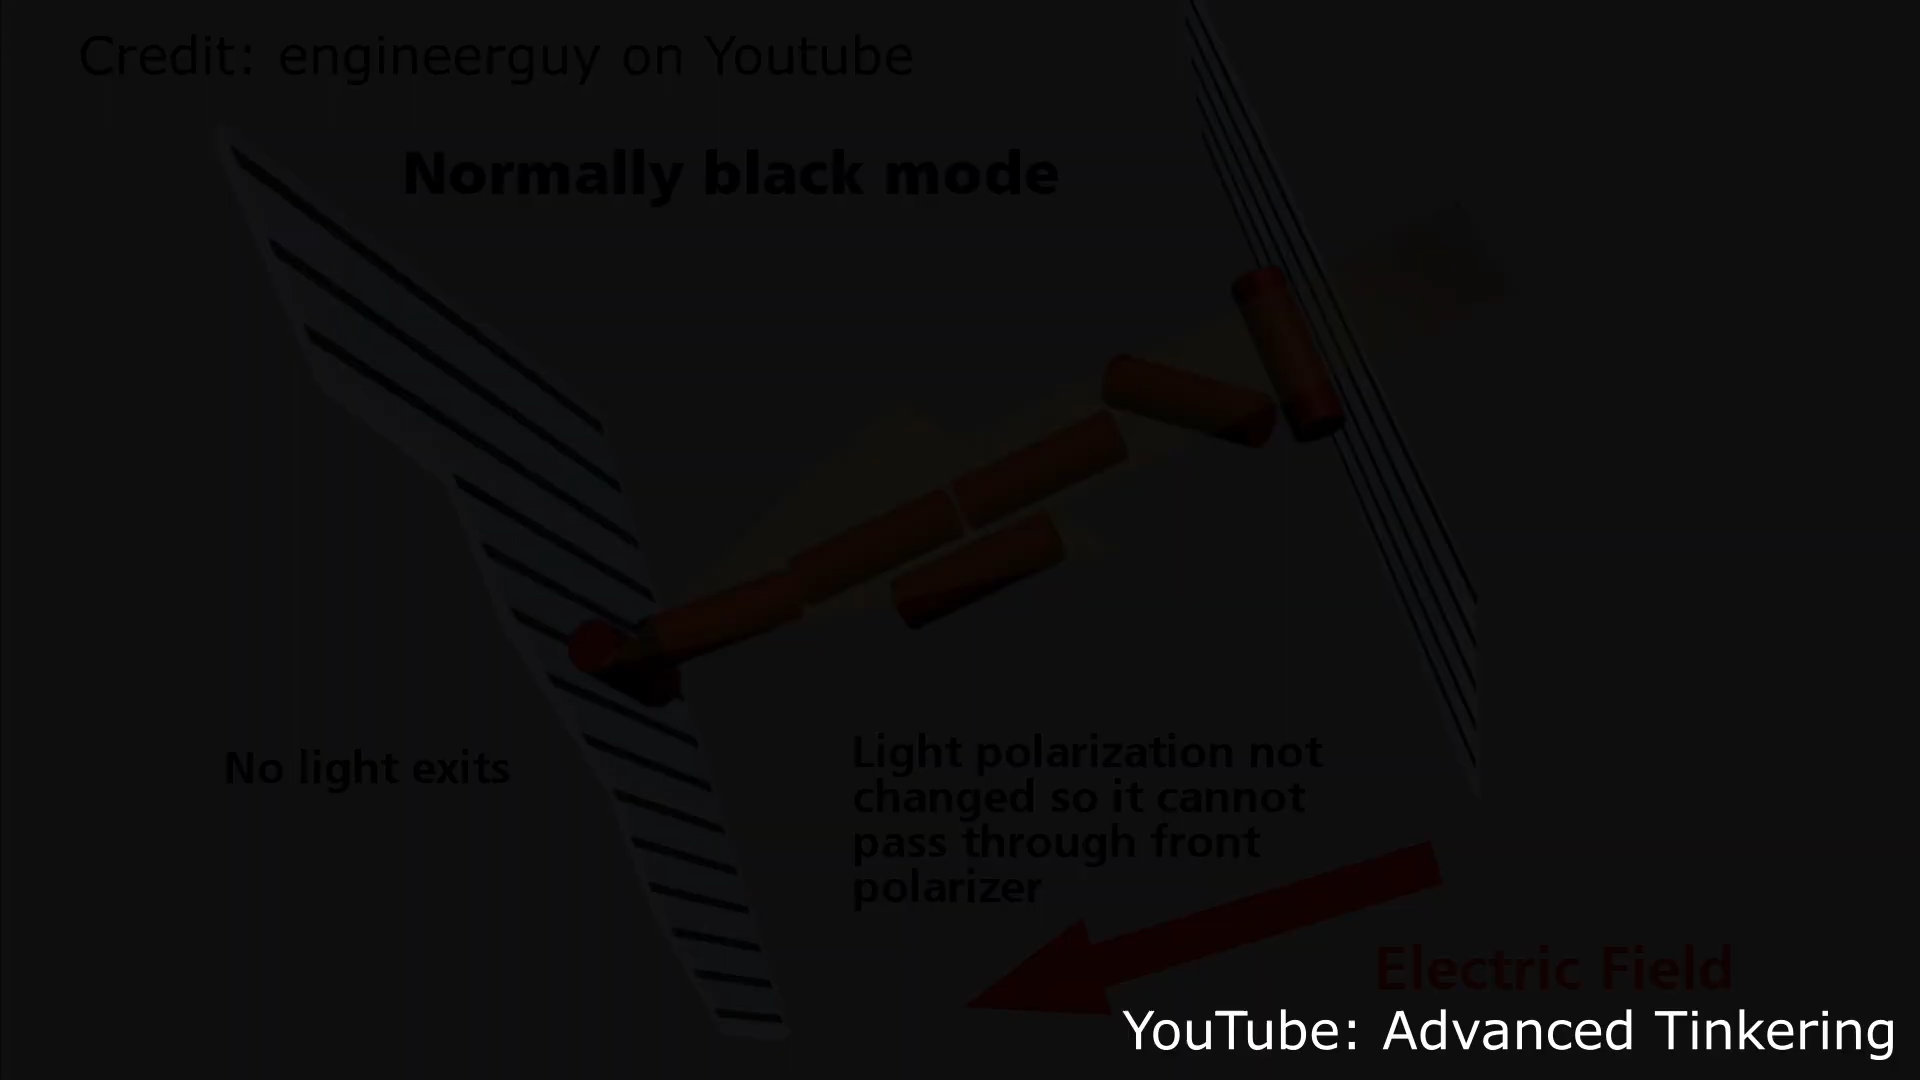 Credit: engineerguy on Youtube
Normally black mode
No light exits
Light polarization not
changed so it cannot
pass through front
polarizer
Electric Field
YouTube: Advanced Tinkering